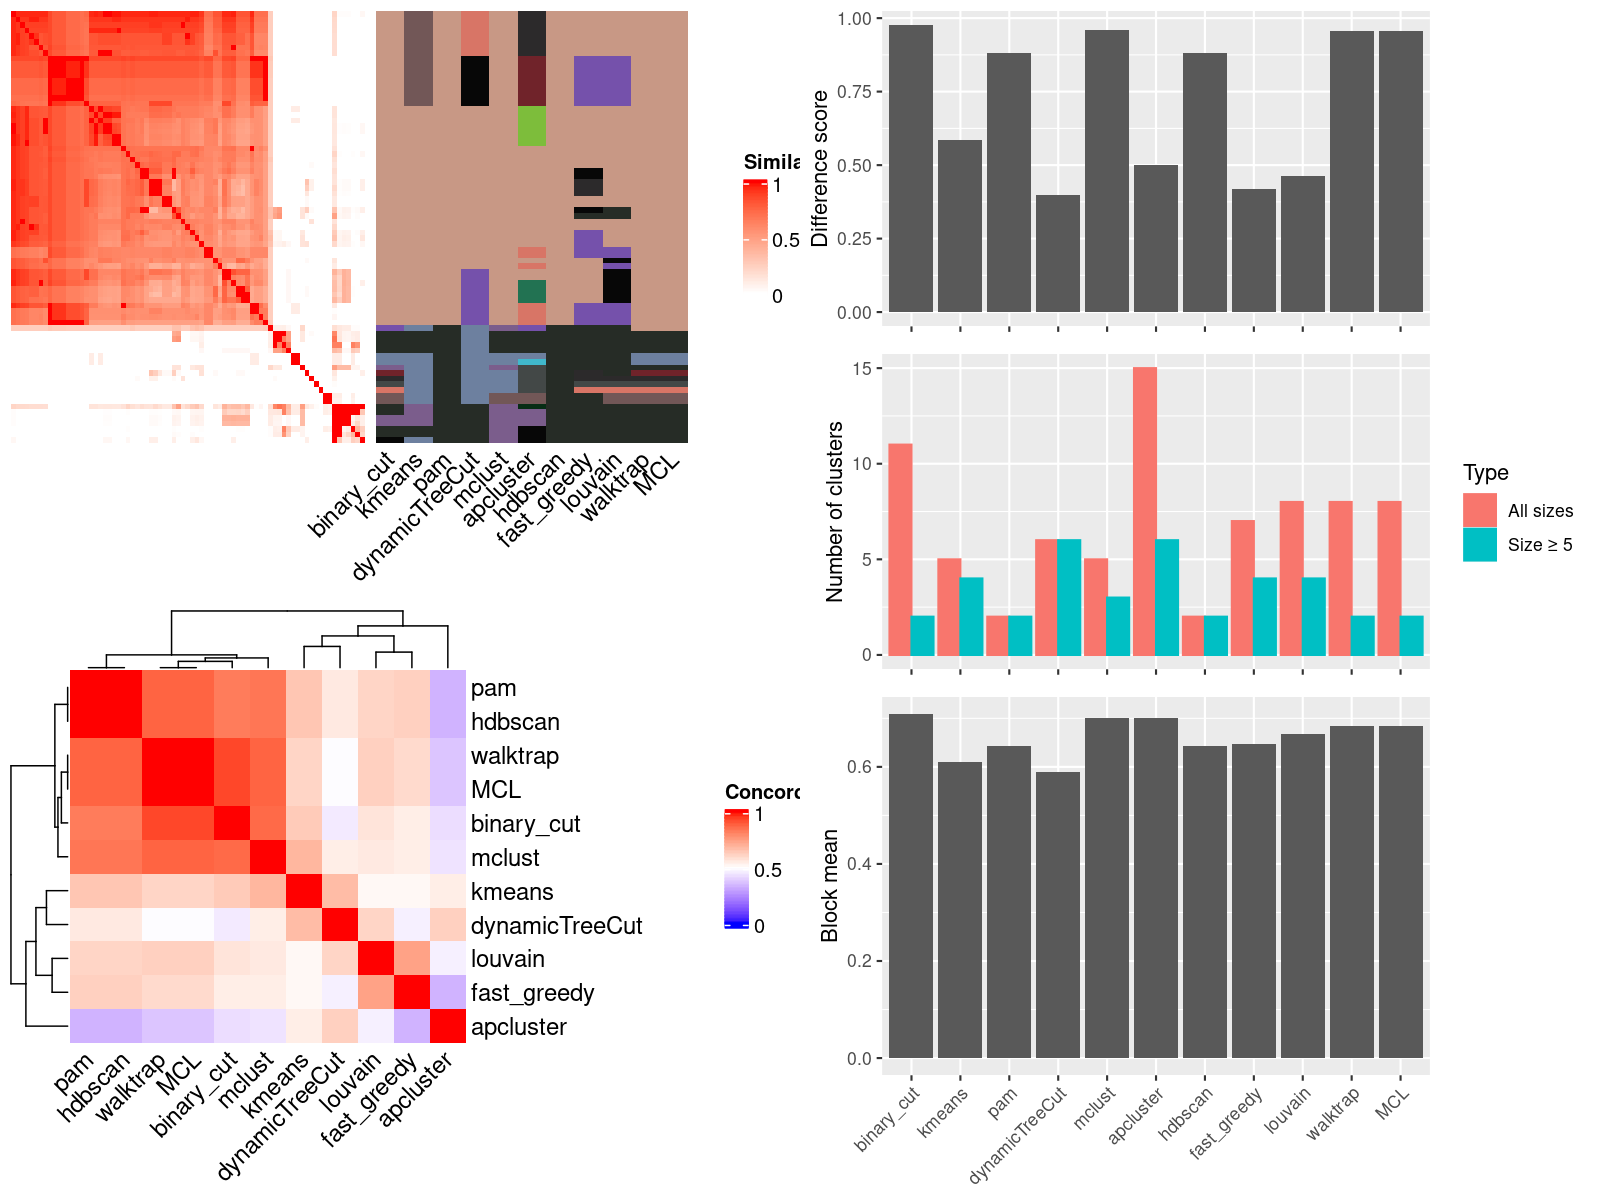 Simila
1
0.5
0
binary_cut
kmeans
pam
dynamicTreeCut
mclust
apcluster
hdbscan
fast_greedy
louvain
walktrap
MCL
Difference score
1.00
0.75
0.50
0.25
0.00
Number of clusters
15
10
5
0
Type
All sizes
Size ≥ 5
pam
hdbscan
walktrap
MCL
binary_cut
mclust
kmeans
dynamicTreeCut
louvain
fast_greedy
apcluster
pam
hdbscan
walktrap
MCL
binary_cut
mclust
kmeans
dynamicTreeCut
louvain
fast_greedy
apcluster
Concord
1
0.5
0
Block mean
0.6
0.4
0.2
0.0
binary_cut
kmeans
pam
dynamicTreeCut
mclust
apcluster
hdbscan
fast_greedy
louvain
walktrap
MCL